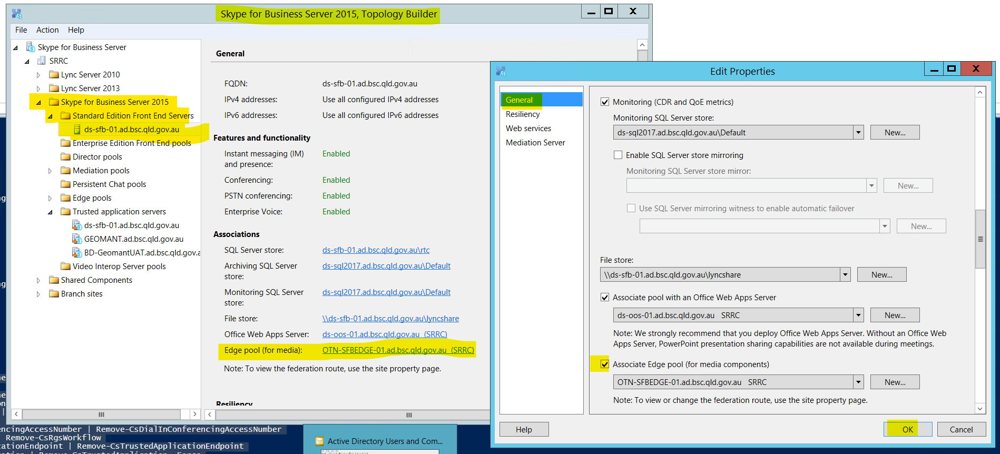 Skype for Business Server 2015, Topology Builder
File Action Help
Skype for Business Server
SRRC
Lync Server 2010
Lync Server 2013
Skype for Business Server 2015
Standard Edition Front End Servers
ds-sfb-01.ad.bsc.qld.gov.au
Enterprise Edition Front End pools
Director pools
Mediation pools
Persistent Chat pools
Edge pools
Trusted application servers
ds-sfb-01.ad.bsc.qld.gov.au
GEOMANT.ad.bsc.qld.gov.au
BD-GeomantUAT.ad.bsc.qld.gov.a
Video Interop Server pools
Shared Components
Branch sites
General
FQDN: ds-sfb-01.ad.bsc.qld.gov.au
IPv4 addresses: Use all configured IPv4 addresses
IPv6 addresses: Use all configured IPv6 addresses
Features and functionality
Instant messaging (IM) Enabled
and presence:
Conferencing: Enabled
PSTN conferencing: Enabled
Enterprise Voice: Enabled
Associations
SQL Server store: ds-sfb-01.ad.bsc.qld.gov.au\rtc
Archiving SQL Server ds-sql2017.ad.bsc.qld.gov.au\Default
store:
Monitoring SQL Server ds-sql2017.ad.bsc.qld.gov.au\Default
store:
File store: \\ds-sfb-01.ad.bsc.qld.gov.au\lyncshare
Office Web Apps Server: ds-oos-01.ad.bsc.qld.gov.au (SRRC)
Edge pool (for media): OTN-SFBEDGE-01.ad.bsc.qld.gov.au (SRRC)
Note: To view the federation route, use the site property page.
Resiliency
Edit Properties
General
Resiliency
Web services
Mediation Server
Monitoring (CDR and QoE metrics)
Monitoring SQL Server store:
ds-sql2017.ad.bsc.qld.gov.au\Default New...
Enable SQL Server store mirroring
Monitoring SQL Server store mirror:
New...
Use SQL Server mirroring witness to enable automatic failover
New...
File store:
\\ds-sfb-01.ad.bsc.qld.gov.au\lyncshare New...
Associate pool with an Office Web Apps Server
ds-oos-01.ad.bsc.qld.gov.au SRRC New...
Note: We strongly recommend that you deploy Office Web Apps Server. Without an Office Web
Apps Server, PowerPoint presentation sharing capabilities are not available during meetings.
Associate Edge pool (for media components)
OTN-SFBEDGE-01.ad.bsc.qld.gov.au SRRC New...
Note: To view or change the federation route, use the site property page.
Help OK Cancel
encingAccessNumber | Remove-CsDialInConferencingAccessNumber
Remove-CsRgsWorkflow
cationEndpoint | Remove-CsTrustedApplicationEndpoint
Remove-CsTrustedApplication
Active Directory Users and Com...